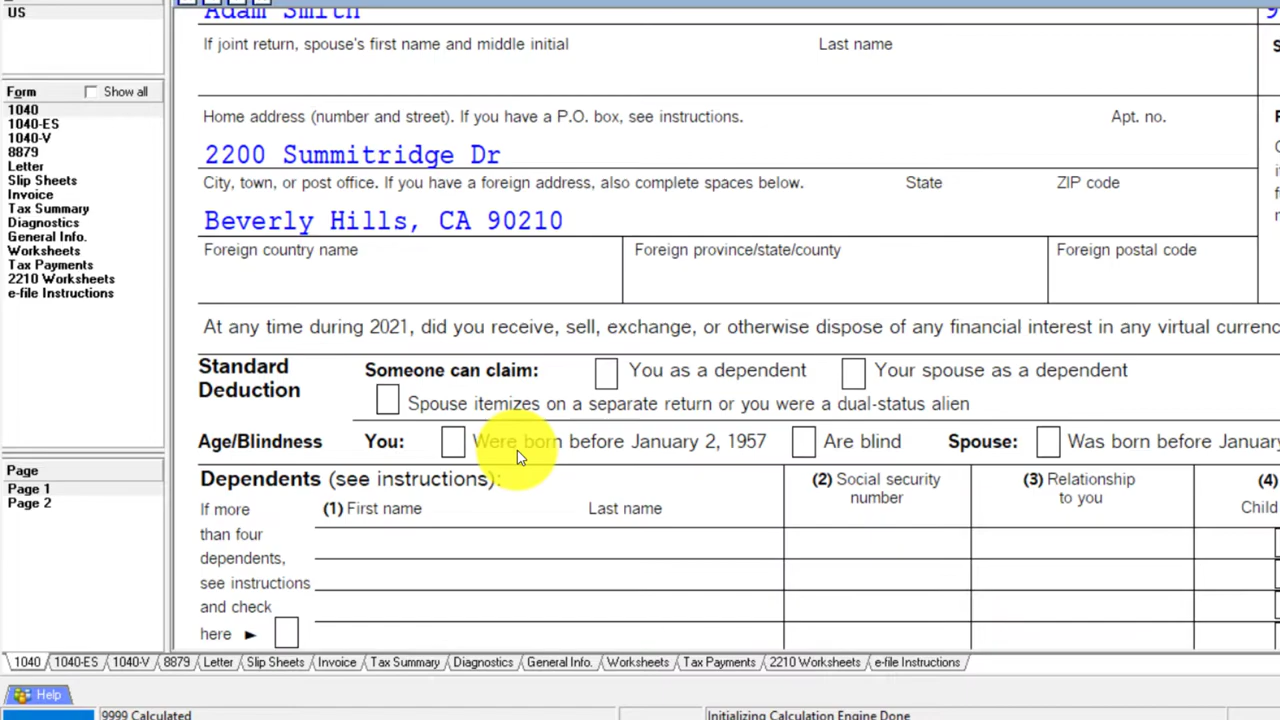 US
Form Show all
1040
1040-ES
1040-V
8879
Letter
Slip Sheets
Invoice
Tax Summary
Diagnostics
General Info.
Worksheets
Tax Payments
2210 Worksheets
e-file Instructions
Page
Page 1
Page 2
Adam Smith
If joint return, spouse's first name and middle initial Last name
Home address (number and street). If you have a P.O. box, see instructions. Apt. no.
2200 Summitridge Dr
City, town, or post office. If you have a foreign address, also complete spaces below. State ZIP code
Beverly Hills, CA 90210
Foreign country name Foreign province/state/county Foreign postal code
At any time during 2021, did you receive, sell, exchange, or otherwise dispose of any financial interest in any virtual
Standard Deduction
Someone can claim: You as a dependent Your spouse as a dependent
Spouse itemizes on a separate return or you were a dual-status alien
Age/Blindness You: Were born before January 2, 1957 Are blind Spouse: Was born before
Dependents (see instructions):
(2) Social security number
(3) Relationship to you
(4)
Child
If more
than four
dependents,
see instructions
and check
here ►
(1) First name Last name
1040 1040-ES 1040-V 8879 Letter Slip Sheets Invoice Tax Summary Diagnostics General Info. Worksheets Tax Payments 2210 Worksheets e-file Instructions
Help
9999 Calculated Initializing Calculation Engine Done